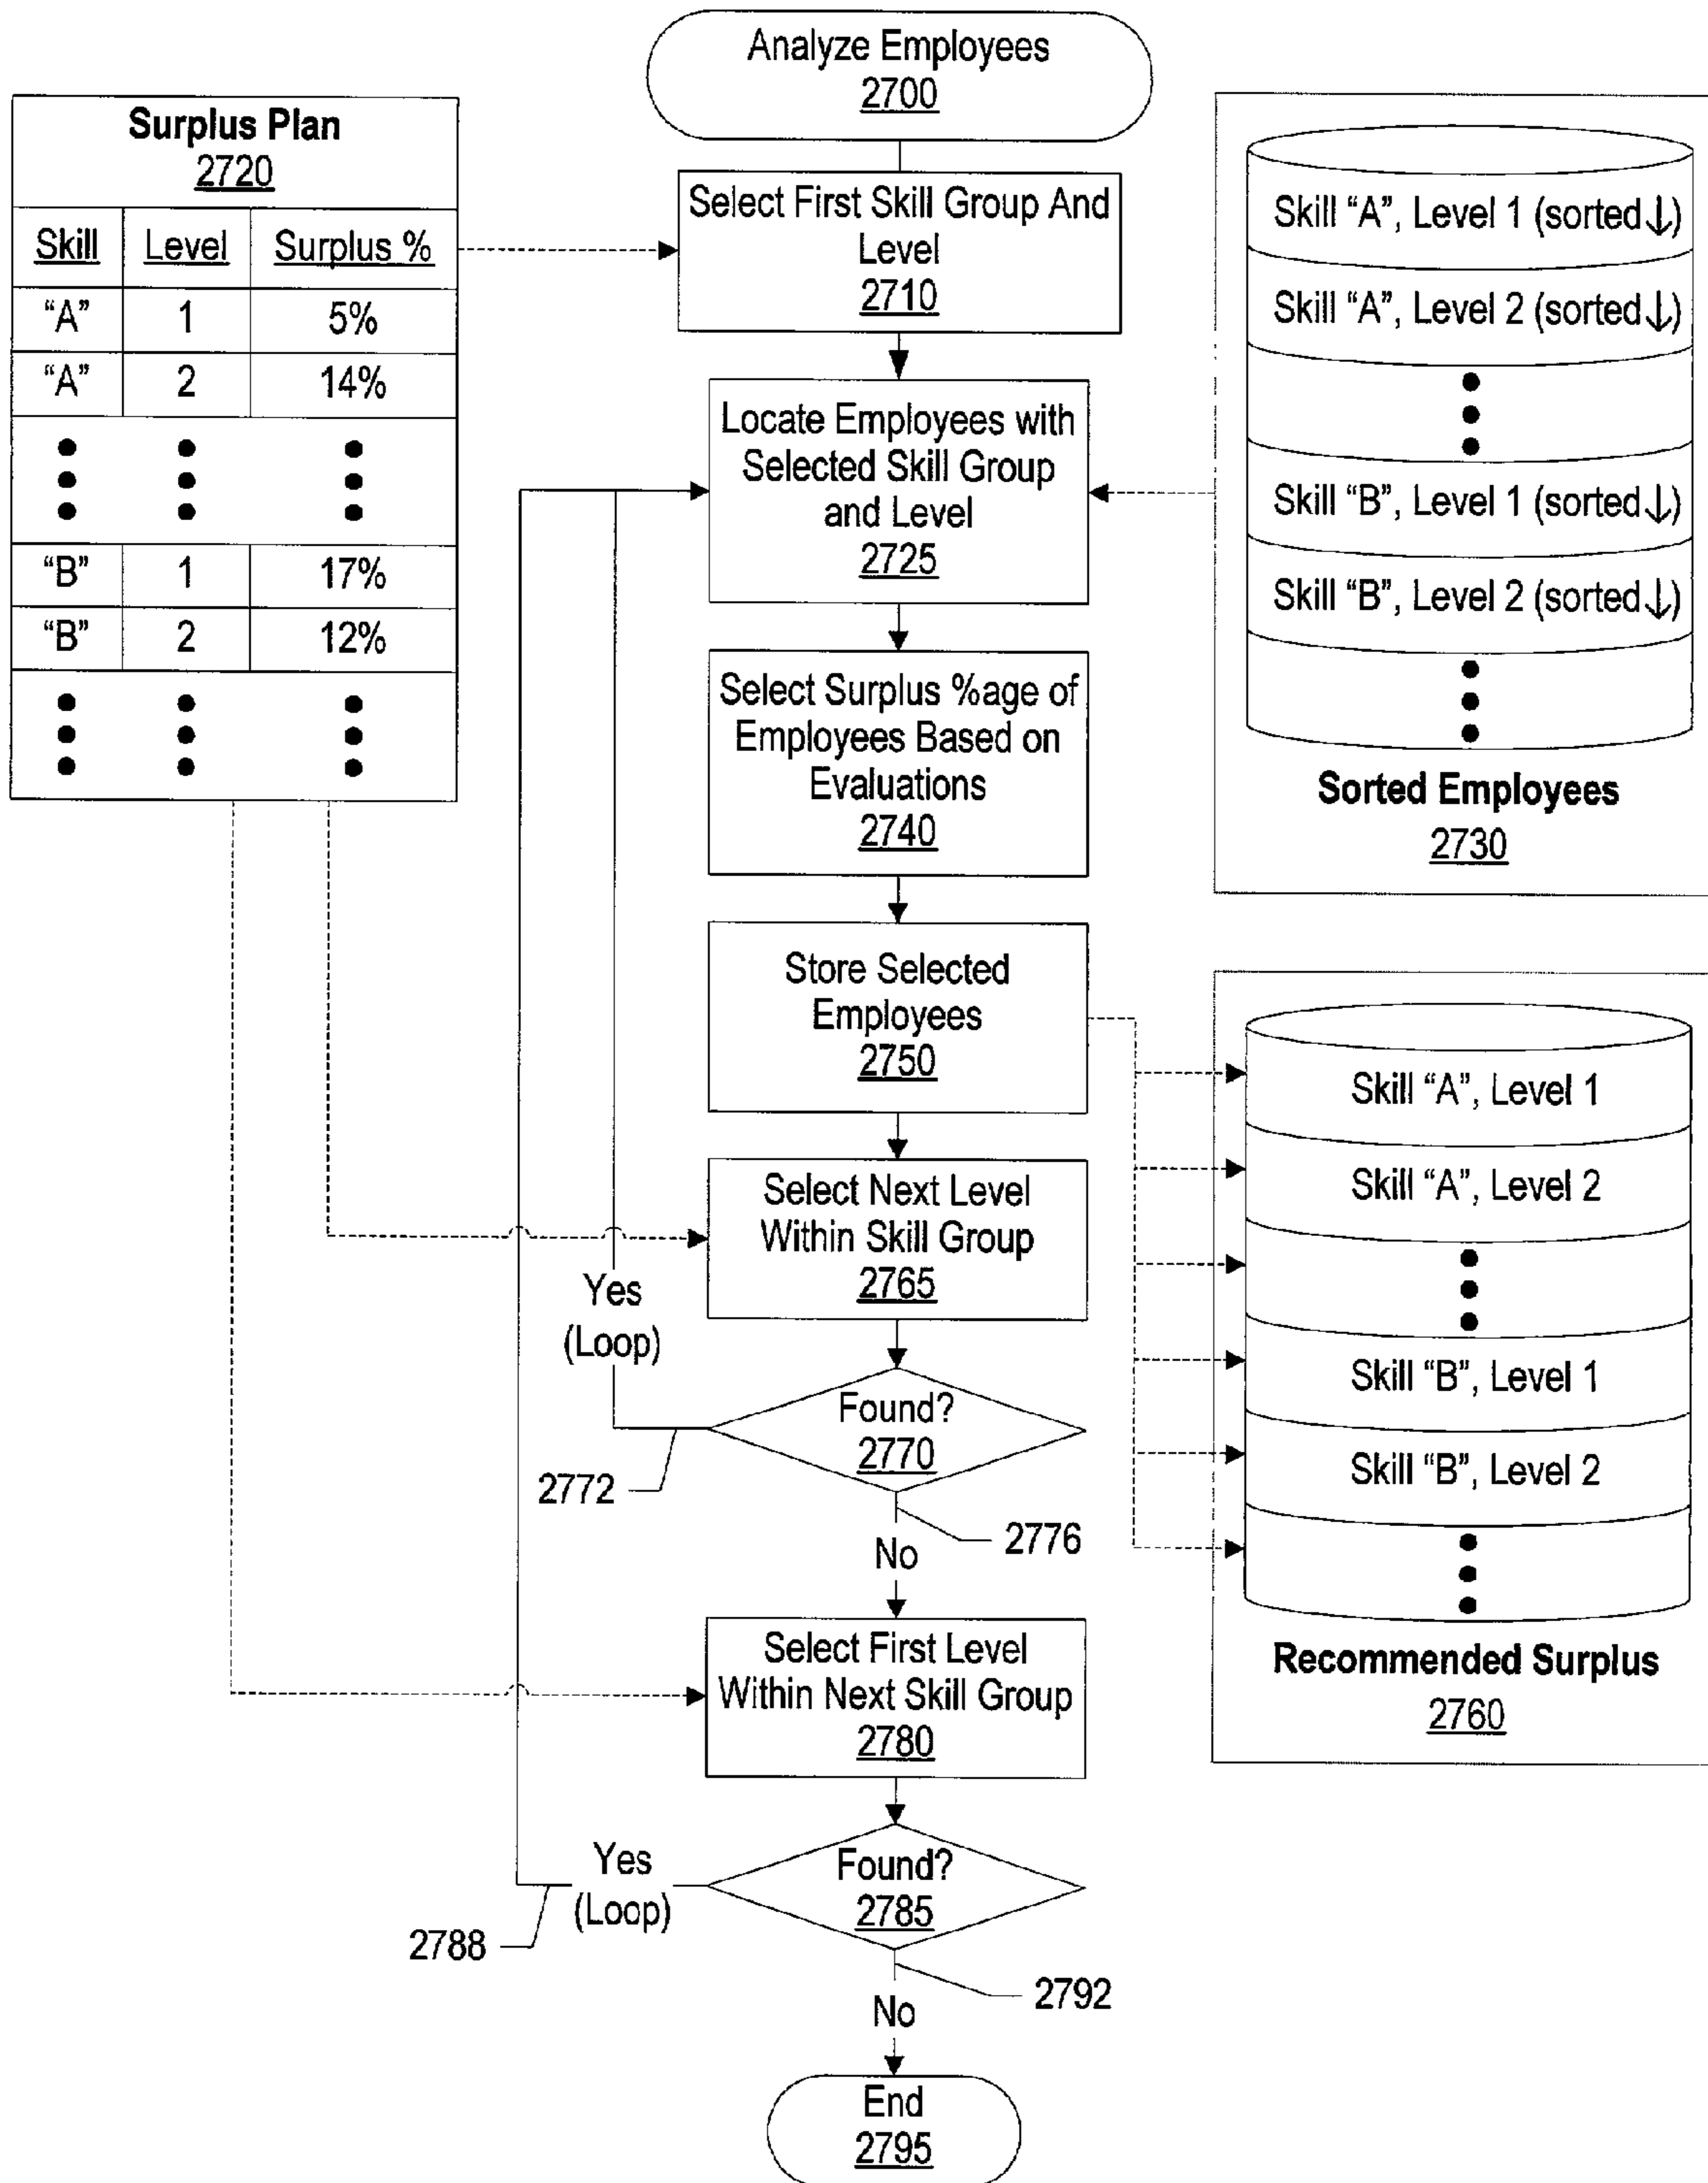 Analyze Employees
2700
Surplus Plan
2720
Skill Level Surplus %
“A” 1 5%
“A” 2 14%
“B” 1 17%
“B” 2 12%
Select First Skill Group And
Level
2710
Locate Employees with
Selected Skill Group
and Level
2725
Select Surplus %age of
Employees Based on
Evaluations
2740
Store Selected
Employees
2750
Select Next Level
Within Skill Group
2765
Yes
(Loop)
Found?
2770
2772
2776
No
Select First Level
Within Next Skill Group
2780
Yes
(Loop)
Found?
2785
2788
2792
No
End
2795
Skill “A”, Level 1 (sorted↓)
Skill “A”, Level 2 (sorted↓)
Skill “B”, Level 1 (sorted↓)
Skill “B”, Level 2 (sorted↓)
Sorted Employees
2730
Skill “A”, Level 1
Skill “A”, Level 2
Skill “B”, Level 1
Skill “B”, Level 2
Recommended Surplus
2760